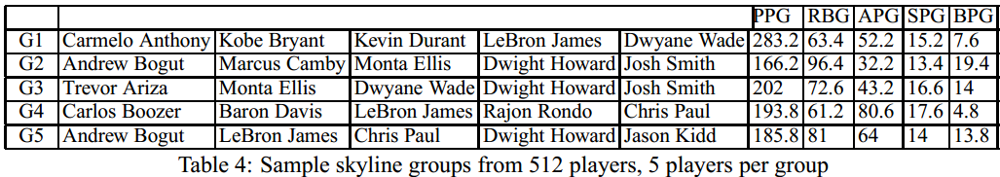 PPG RBG APG SPG BPG
G1 Carmelo Anthony Kobe Bryant Kevin Durant LeBron James Dwyane Wade 283.2 63.4 52.2 15.2 7.6
G2 Andrew Bogut Marcus Camby Monta Ellis Dwight Howard Josh Smith 166.2 96.4 32.2 13.4 19.4
G3 Trevor Ariza Monta Ellis Dwyane Wade Dwight Howard Josh Smith 202 72.6 43.2 16.6 14
G4 Carlos Boozer Baron Davis LeBron James Rajon Rondo Chris Paul 193.8 61.2 80.6 17.6 4.8
G5 Andrew Bogut LeBron James Chris Paul Dwight Howard Jason Kidd 185.8 81 64 14 13.8
Table 4: Sample skyline groups from 512 players, 5 players per group